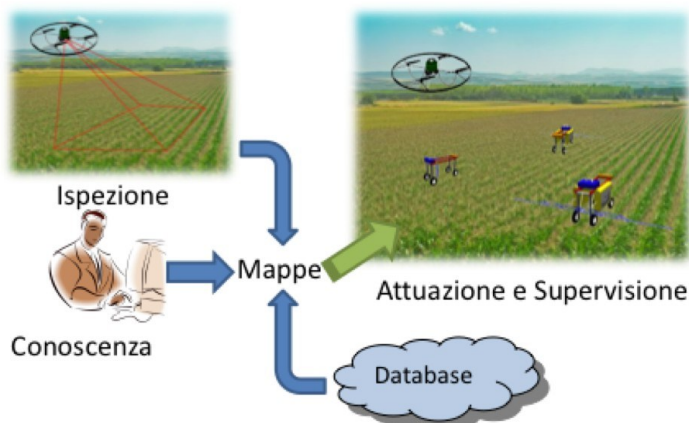 Ispezione
Mappe
Attuazione e Supervisione
Conoscenza
Database